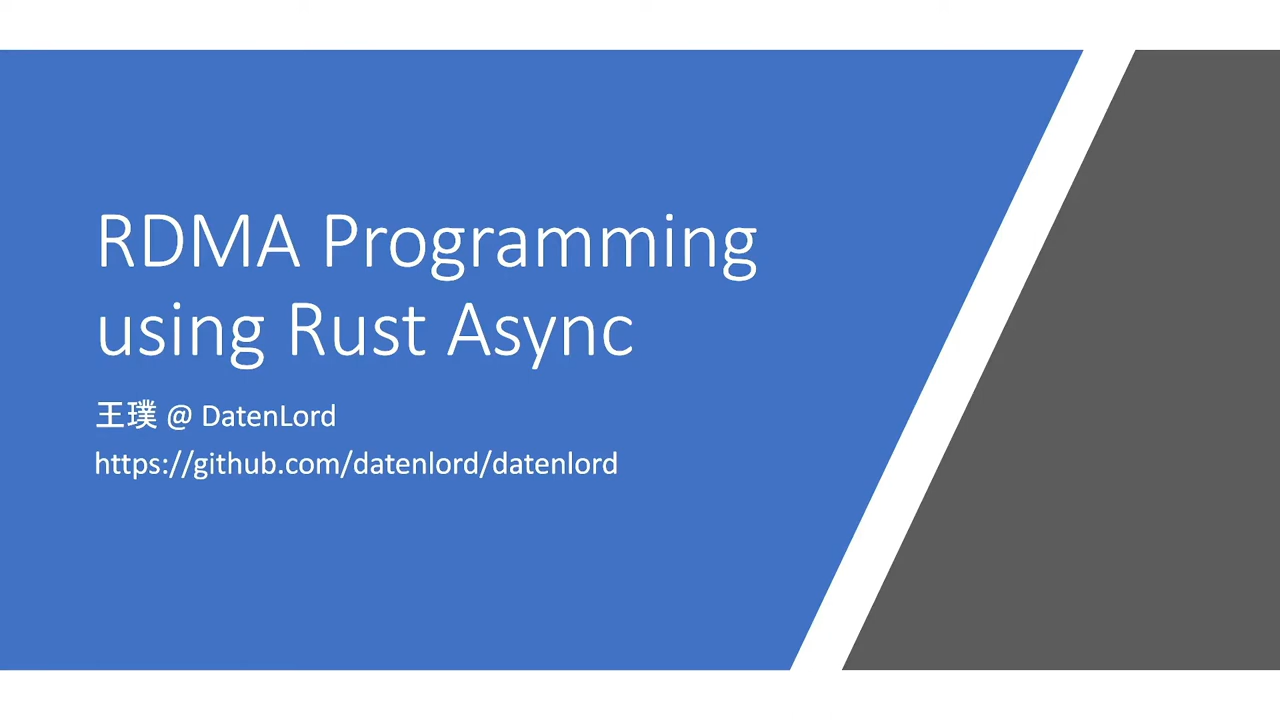 RDMA Programming
using Rust Async
王璞 @ DatenLord
https://github.com/datenlord/datenlord